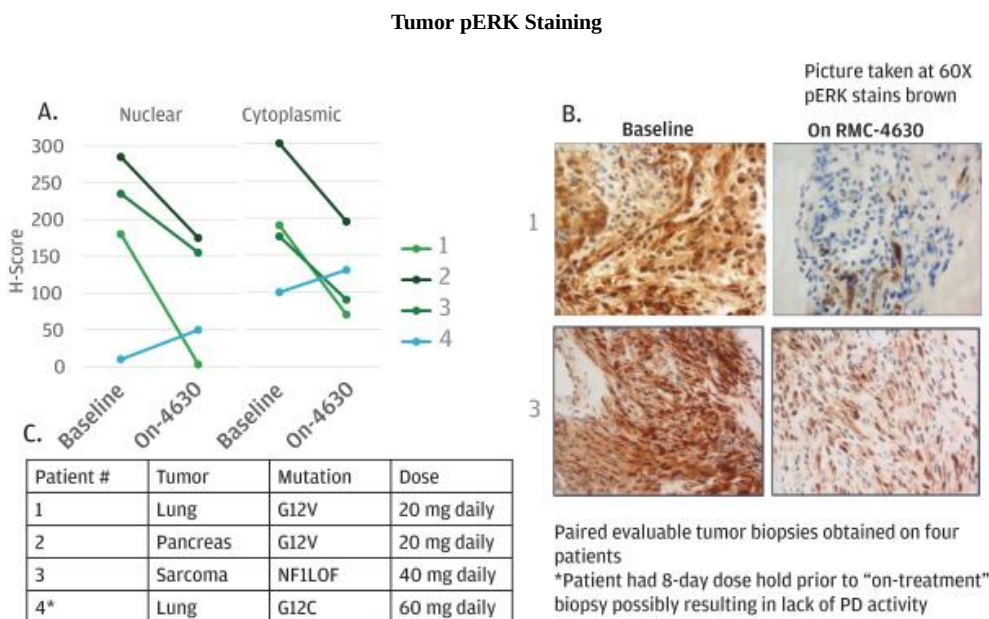 Tumor pERK Staining
Picture taken at 60X
pERK stains brown
A.
Nuclear
Cytoplasmic
B.
Baseline
On RMC-4630
300
250
200
150
100
50
0
H-Score
Baseline
On-4630
Baseline
On-4630
1
2
3
4
1
3
C.
Patient # Tumor Mutation Dose
1 Lung G12V 20 mg daily
2 Pancreas G12V 20 mg daily
3 Sarcoma NF1LOF 40 mg daily
4* Lung G12C 60 mg daily
Paired evaluable tumor biopsies obtained on four
patients
*Patient had 8-day dose hold prior to “on-treatment”
biopsy possibly resulting in lack of PD activity